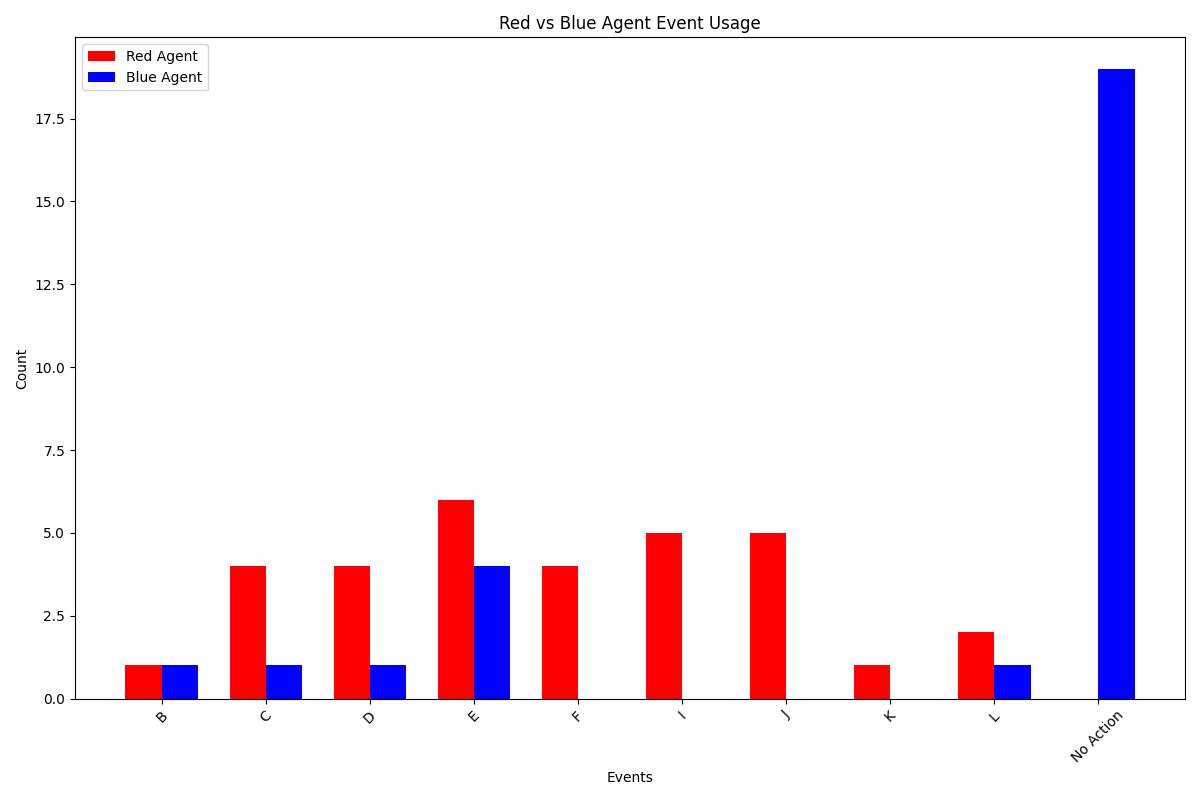 Red vs Blue Agent Event Usage
Red Agent
Blue Agent
Count
17.5
15.0
12.5
10.0
7.5
5.0
2.5
0.0
B
C
D
E
F
I
J
K
L
No Action
Events